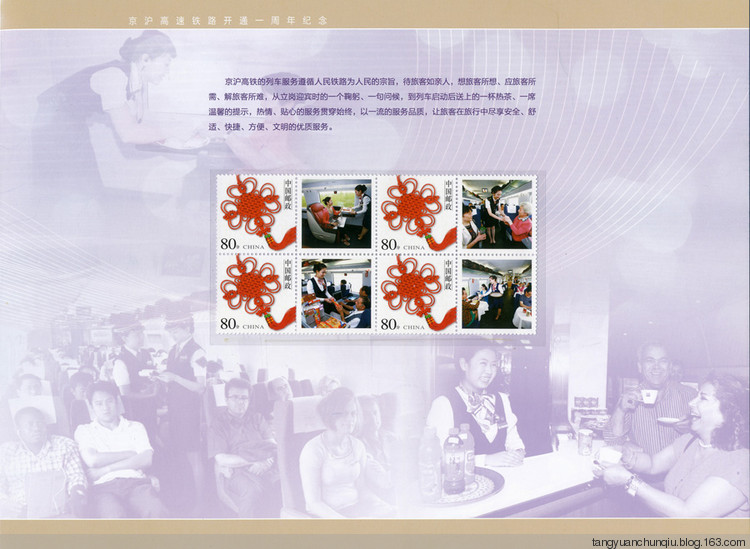 京沪高速铁路开通一周年纪念
京沪高铁的列车服务遵循人民铁路为人民的宗旨，待旅客如亲人，想旅客所想、应旅客所
需、解旅客所难，从立岗迎宾时的一个鞠躬、一句问候，到列车启动后送上的一杯热茶、一席
温馨的提示，热情、贴心的服务贯穿始终，以一流的服务品质，让旅客在旅行中尽享安全、舒
适、快捷、方便、文明的优质服务。
中国邮政
80分 CHINA
中国邮政
80分 CHINA
中国邮政
80分 CHINA
中国邮政
80分 CHINA
tangyuanchunqiu.blog.163.com